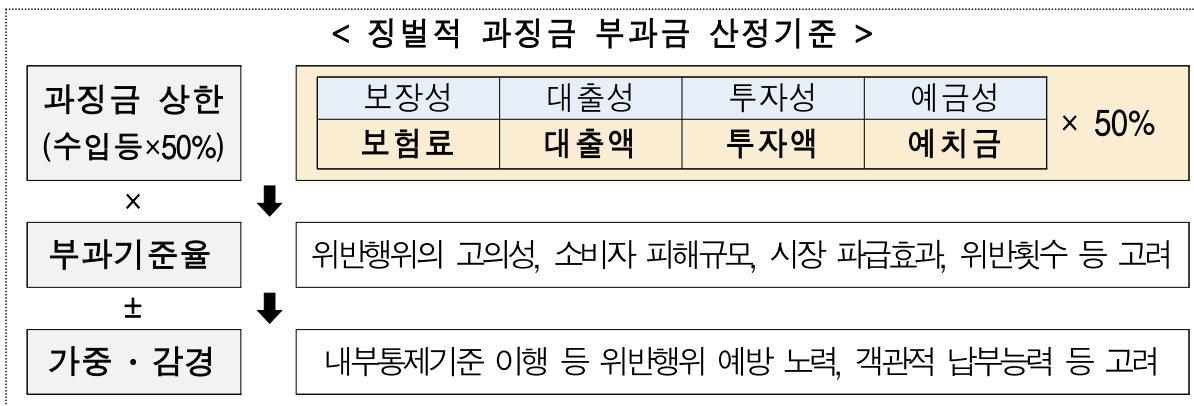 < 징벌적 과징금 부과금 산정기준 >
과징금 상한
(수입등×50%)
보장성 대출성 투자성 예금성
보험료 대출액 투자액 예치금
× 50%
×
부과기준율
위반행위의 고의성, 소비자 피해규모, 시장 파급효과, 위반횟수 등 고려
±
가중 · 감경
내부통제기준 이행 등 위반행위 예방 노력, 객관적 납부능력 등 고려